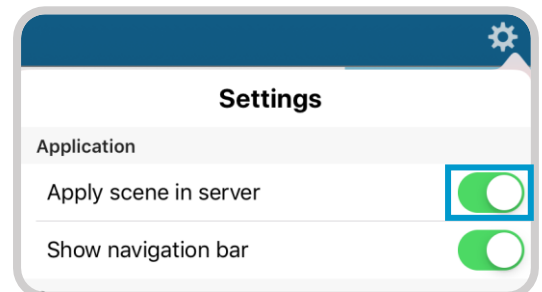 Settings
Application
Apply scene in server
Show navigation bar